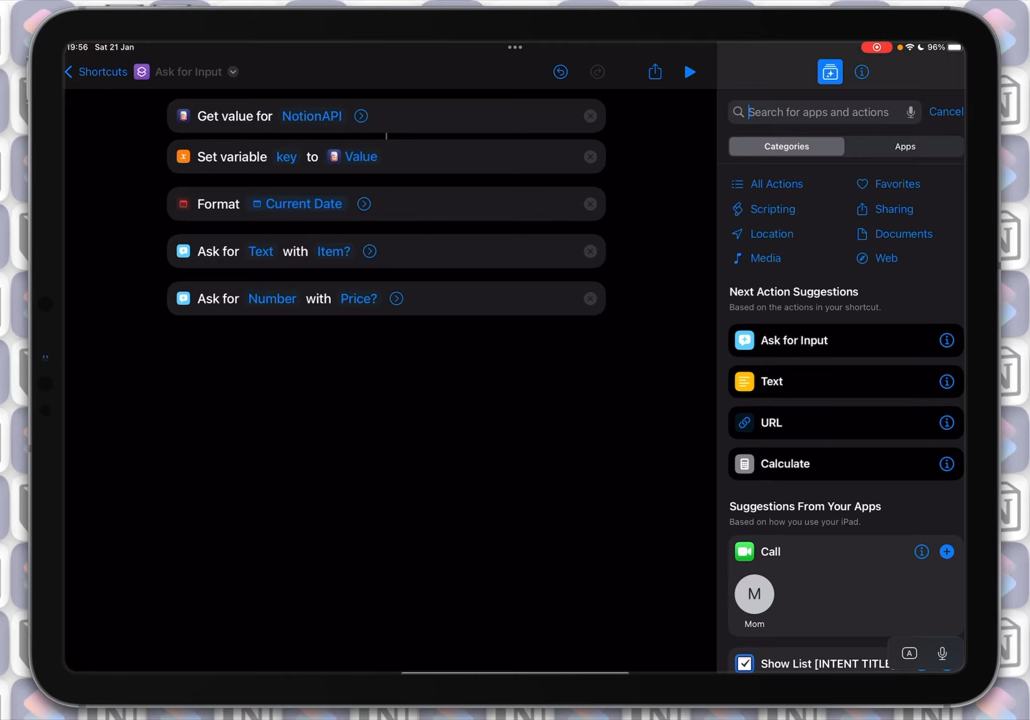 19:56 Sat 21 Jan
96%
Shortcuts Ask for Input
Get value for NotionAPI
Set variable key to Value
Format Current Date
Ask for Text with Item?
Ask for Number with Price?
Search for apps and actions Cancel
Categories Apps
All Actions Favorites
Scripting Sharing
Location Documents
Media Web
Next Action Suggestions
Based on the actions in your shortcut.
Ask for Input
Text
URL
Calculate
Suggestions From Your Apps
Based on how you use your iPad.
Call
M
Mom
Show List [INTENT TITLE
A